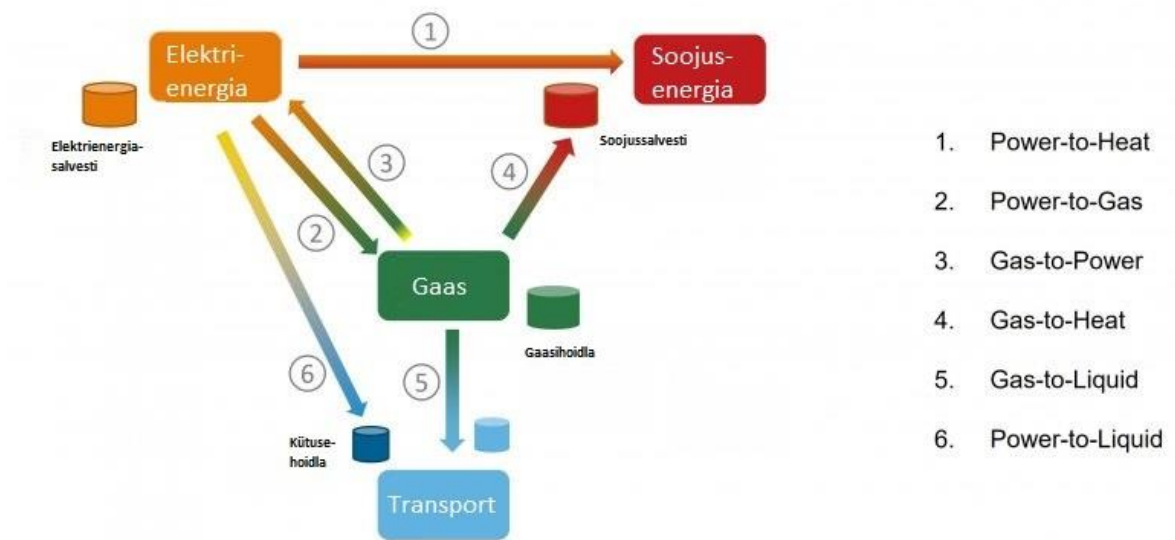 1
Elektri-
energia
Soojus-
energia
Elektrienergia-
salvesti
Soojussalvesti
3
4
2
Gaas
Gaasihoidla
6
5
Kütuse-
hoidla
Transport
1. Power-to-Heat
2. Power-to-Gas
3. Gas-to-Power
4. Gas-to-Heat
5. Gas-to-Liquid
6. Power-to-Liquid